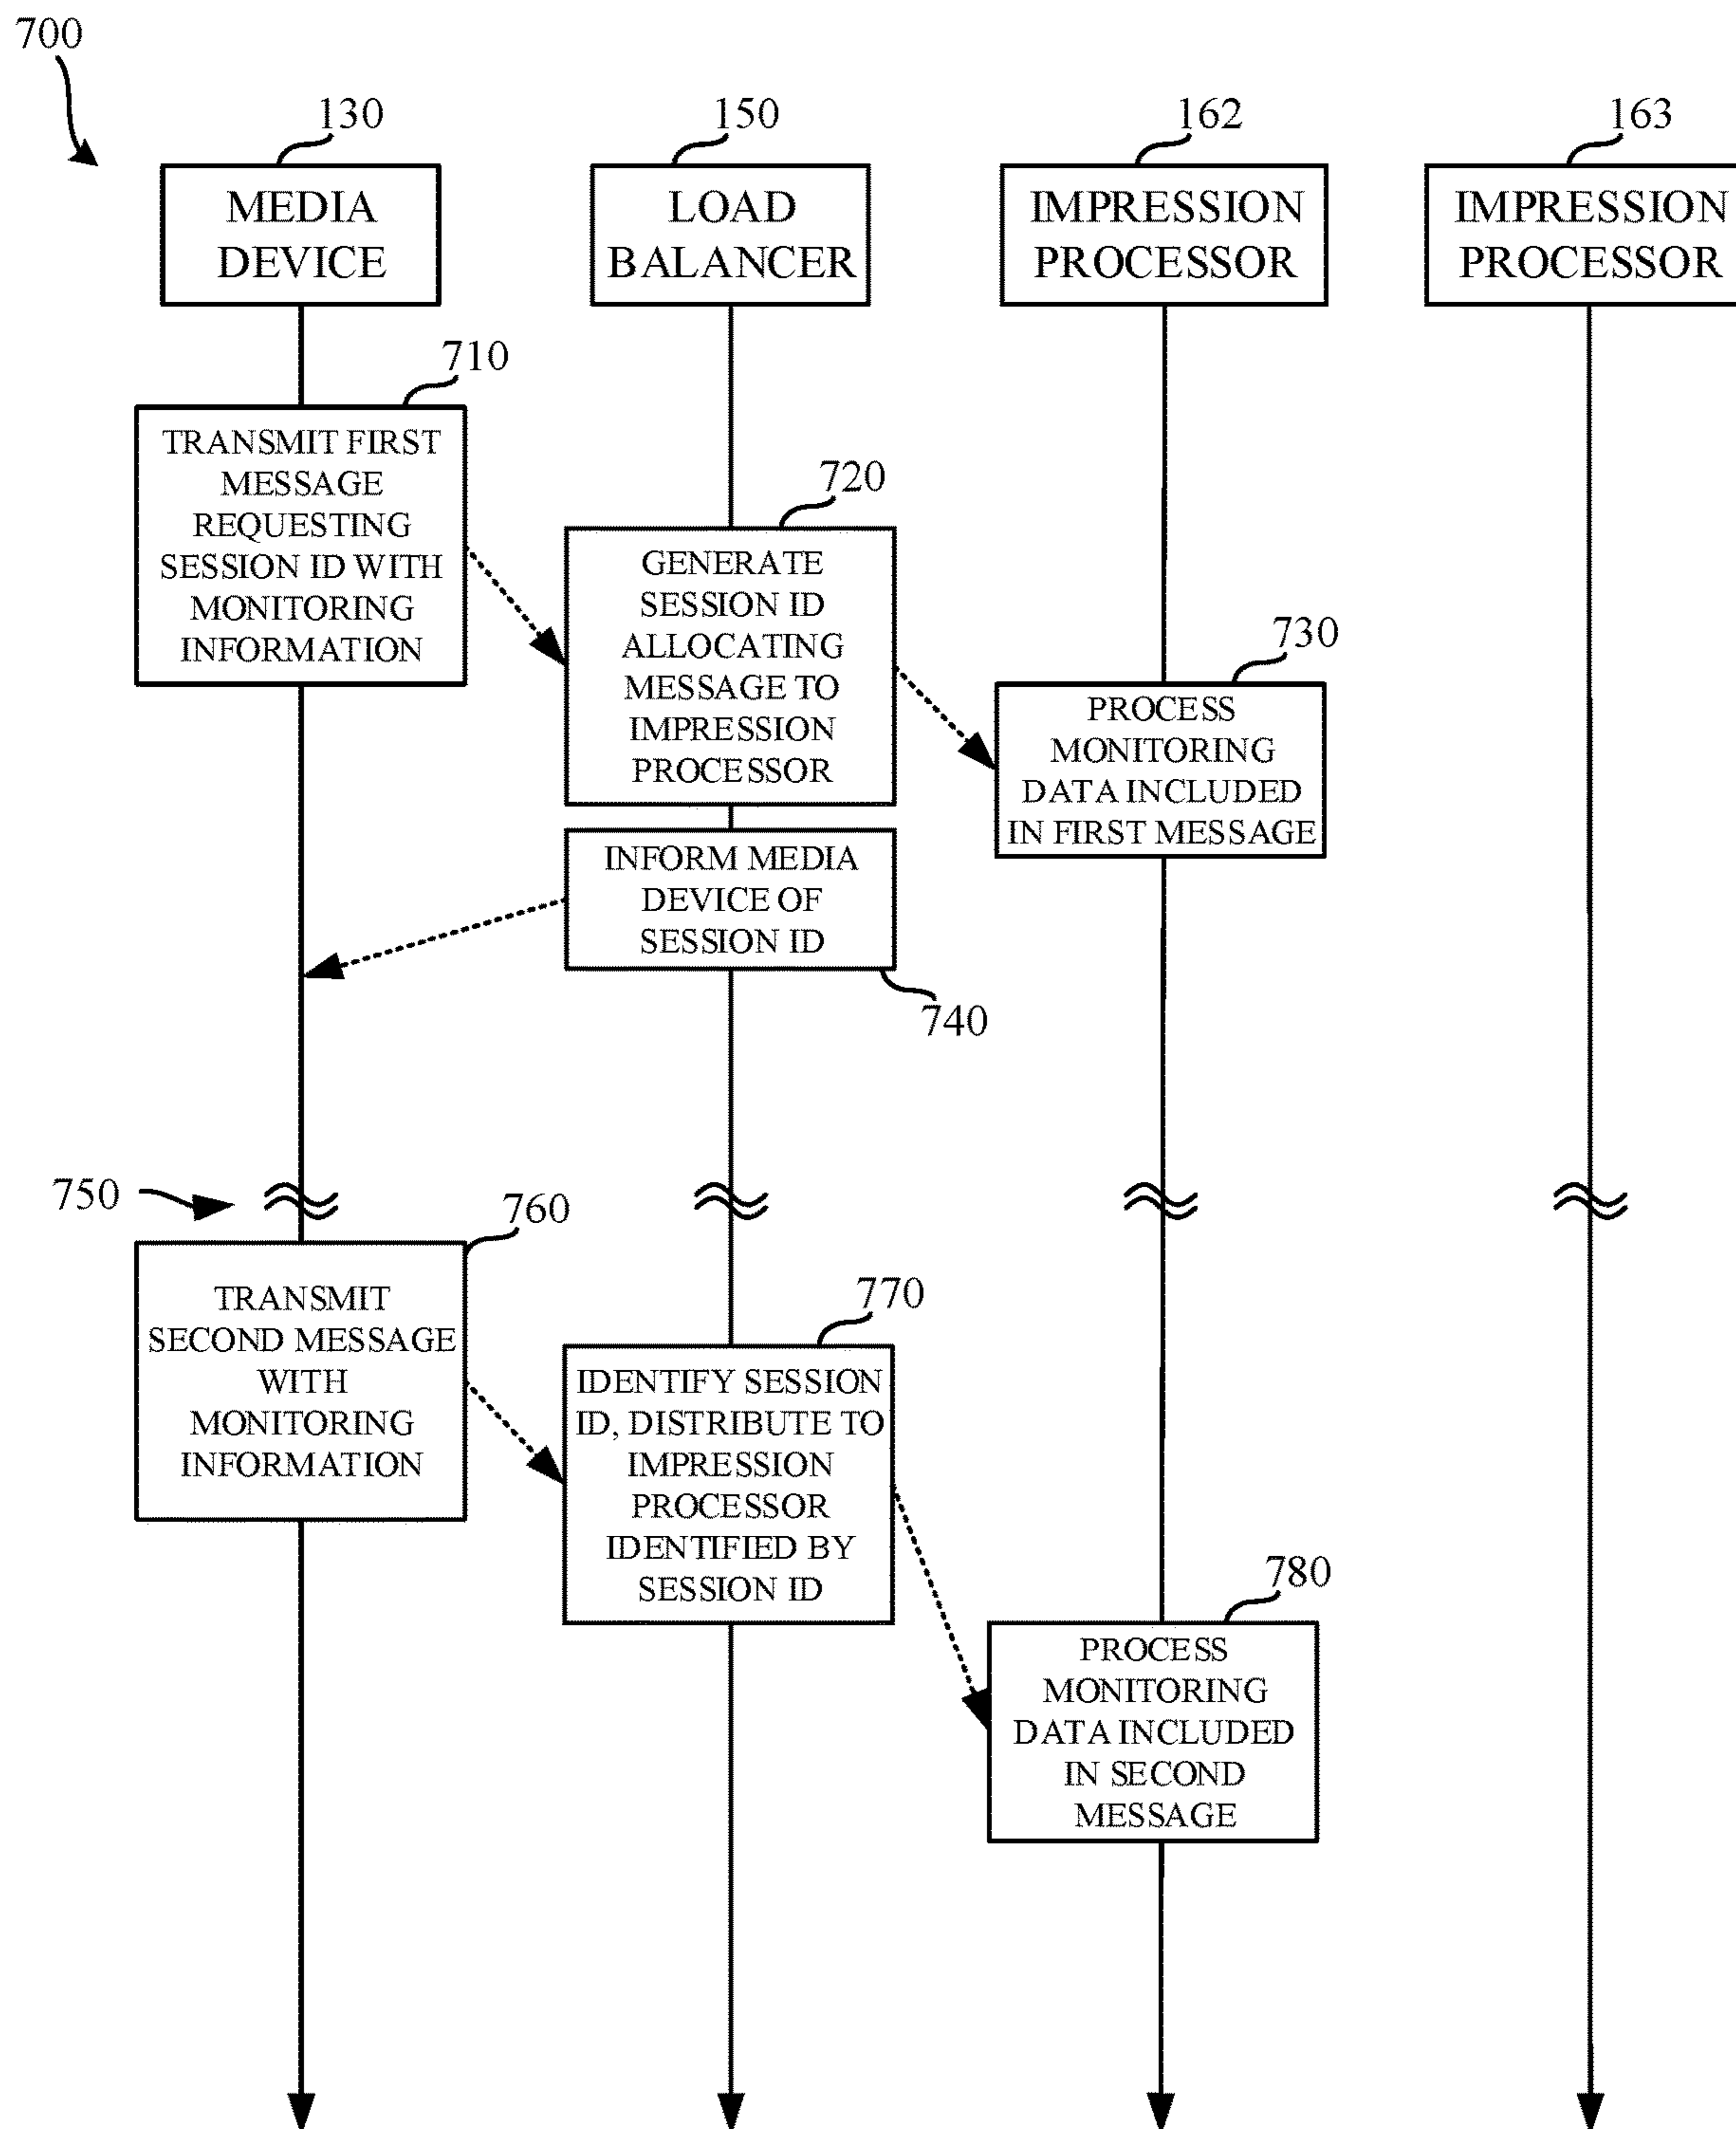 700
130
150
162
163
MEDIA
DEVICE
LOAD
BALANCER
IMPRESSION
PROCESSOR
IMPRESSION
PROCESSOR
710
TRANSMIT FIRST
MESSAGE
REQUESTING
SESSION ID WITH
MONITORING
INFORMATION
720
GENERATE
SESSION ID
ALLOCATING
MESSAGE TO
IMPRESSION
PROCESSOR
730
PROCESS
MONITORING
DATA INCLUDED
IN FIRST MESSAGE
INFORM MEDIA
DEVICE OF
SESSION ID
740
750
760
TRANSMIT
SECOND MESSAGE
WITH
MONITORING
INFORMATION
770
IDENTIFY SESSION
ID, DISTRIBUTE TO
IMPRESSION
PROCESSOR
IDENTIFIED BY
SESSION ID
780
PROCESS
MONITORING
DATA INCLUDED
IN SECOND
MESSAGE